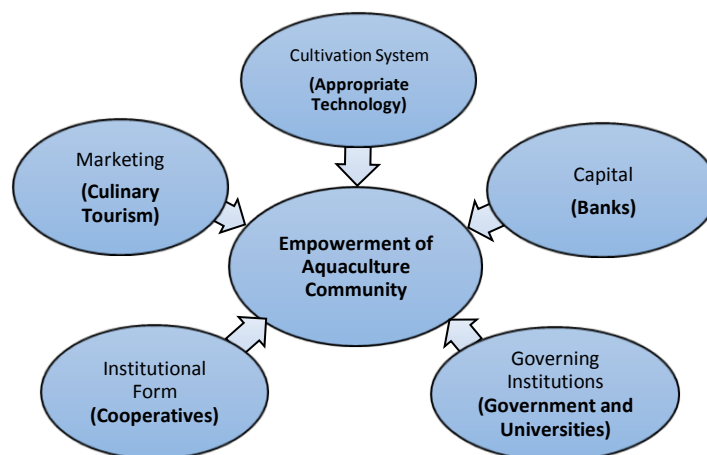 Cultivation System
(Appropriate
Technology)
Marketing
(Culinary
Tourism)
Capital
(Banks)
Empowerment of
Aquaculture
Community
Institutional
Form
(Cooperatives)
Governing
Institutions
(Government and
Universities)